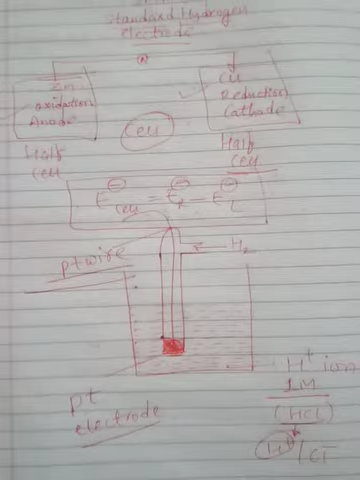 Standard Hydrogen
Electrode
Zn
oxidation
Anode
Cu
Reduction
Cathode
Cell
Half
Cell
Half
Cell
E⊖cell = E⊖R - E⊖L
pt wire
H2
pt
electrode
H+ ion
1M
(HCl)
H+/Cl-